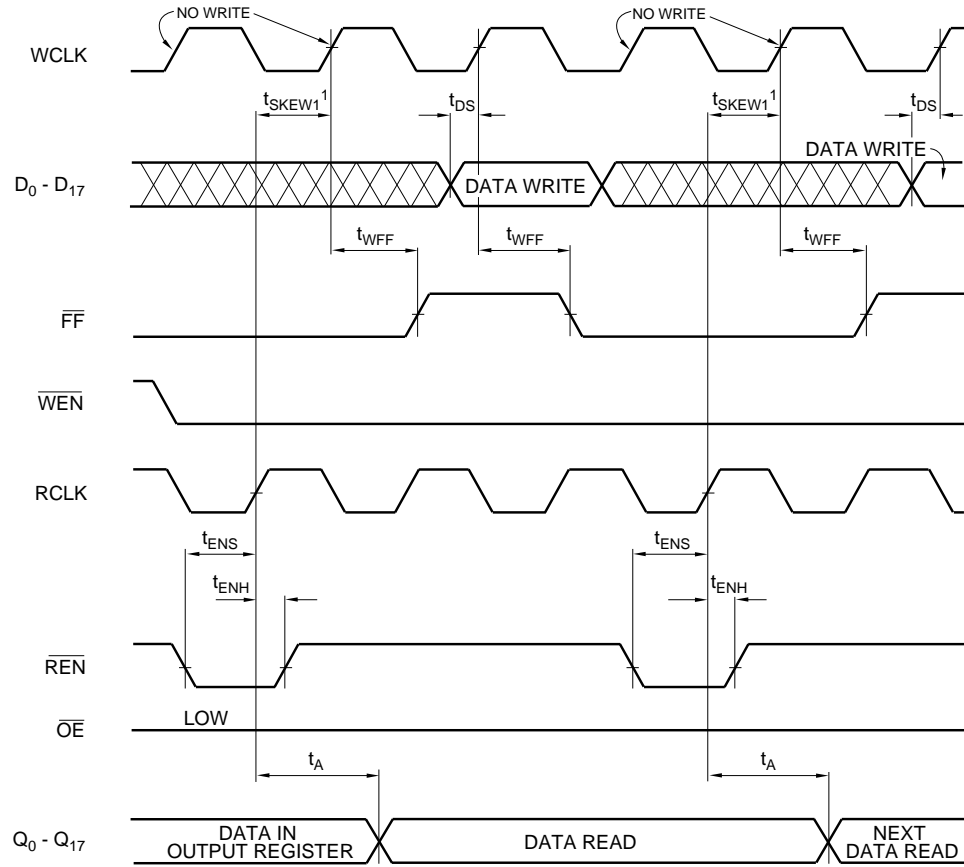 NO WRITE NO WRITE
WCLK
tSKEW1¹ tDS tSKEW1¹ tDS
DATA WRITE
D0 - D17 DATA WRITE
tWFF tWFF tWFF
FF
WEN
RCLK
tENS tENS
tENH tENH
REN
LOW
OE
tA tA
Q0 - Q17
DATA IN
OUTPUT REGISTER
DATA READ
NEXT
DATA READ